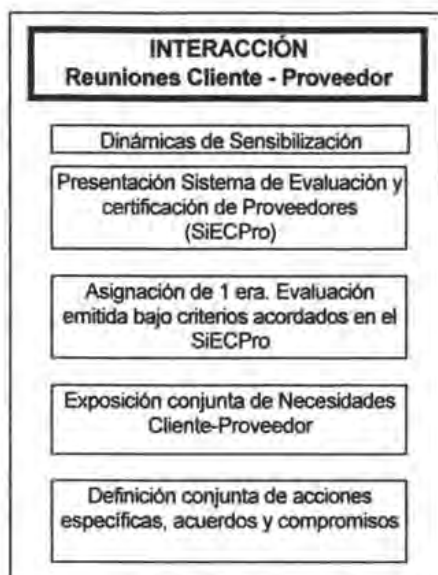 INTERACCIÓN
Reuniones Cliente - Proveedor
Dinámicas de Sensibilización
Presentación Sistema de Evaluación y
certificación de Proveedores
(SiECPro)
Asignación de 1 era. Evaluación
emitida bajo criterios acordados en el
SiECPro
Exposición conjunta de Necesidades
Cliente-Proveedor
Definición conjunta de acciones
específicas, acuerdos y compromisos